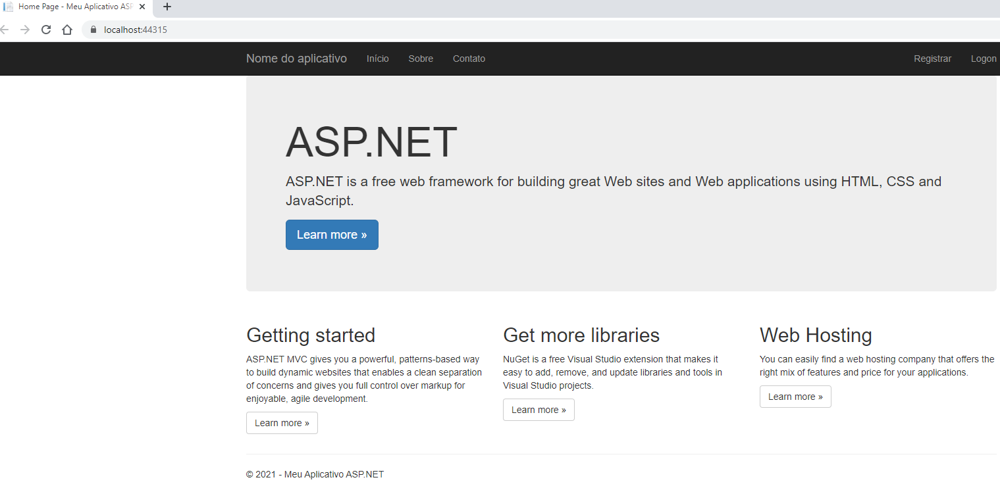 Home Page - Meu Aplicativo ASP
localhost:44315
Nome do aplicativo Início Sobre Contato Registrar Logon
ASP.NET
ASP.NET is a free web framework for building great Web sites and Web applications using HTML, CSS and
JavaScript.
Learn more »
Getting started
ASP.NET MVC gives you a powerful, patterns-based way
to build dynamic websites that enables a clean separation
of concerns and gives you full control over markup for
enjoyable, agile development.
Learn more »
Get more libraries
NuGet is a free Visual Studio extension that makes it
easy to add, remove, and update libraries and tools in
Visual Studio projects.
Learn more »
Web Hosting
You can easily find a web hosting company that offers the
right mix of features and price for your applications.
Learn more »
© 2021 - Meu Aplicativo ASP.NET